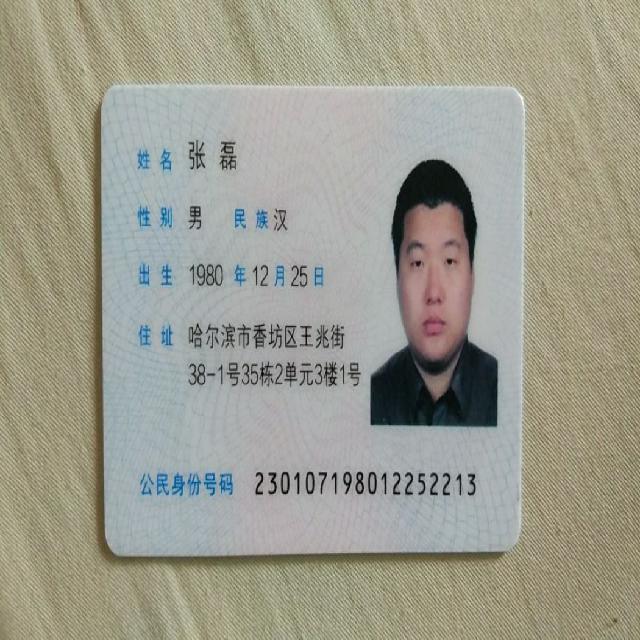 姓名 张磊
性别 男 民族 汉
出生 1980 年 12 月 25 日
住址 哈尔滨市香坊区王兆街
38-1号35栋2单元3楼1号
公民身份号码 230107198012252213